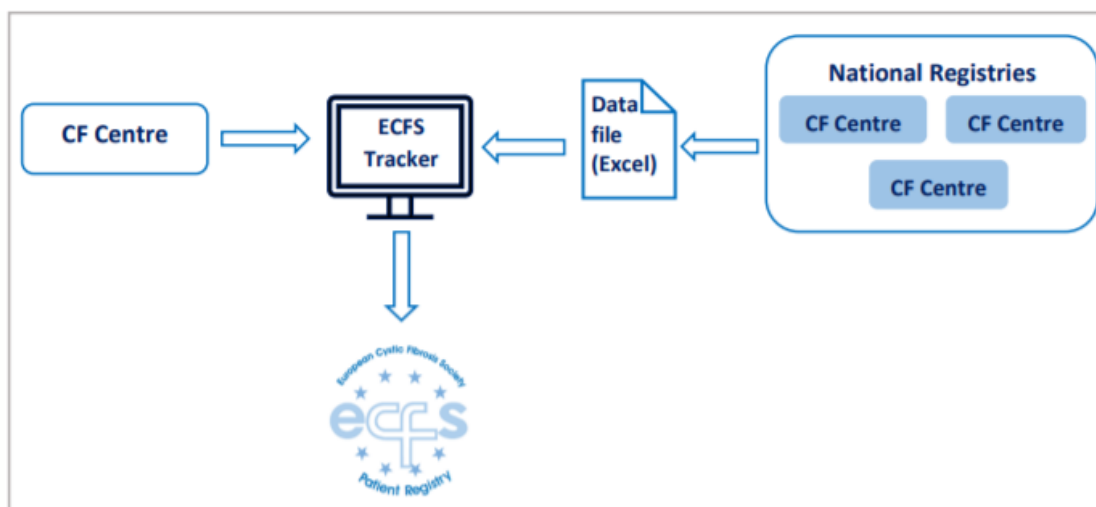 CF Centre
ECFS
Tracker
Data
file
(Excel)
National Registries
CF Centre
CF Centre
CF Centre
European Cystic Fibrosis Society
ecfs
Patient Registry